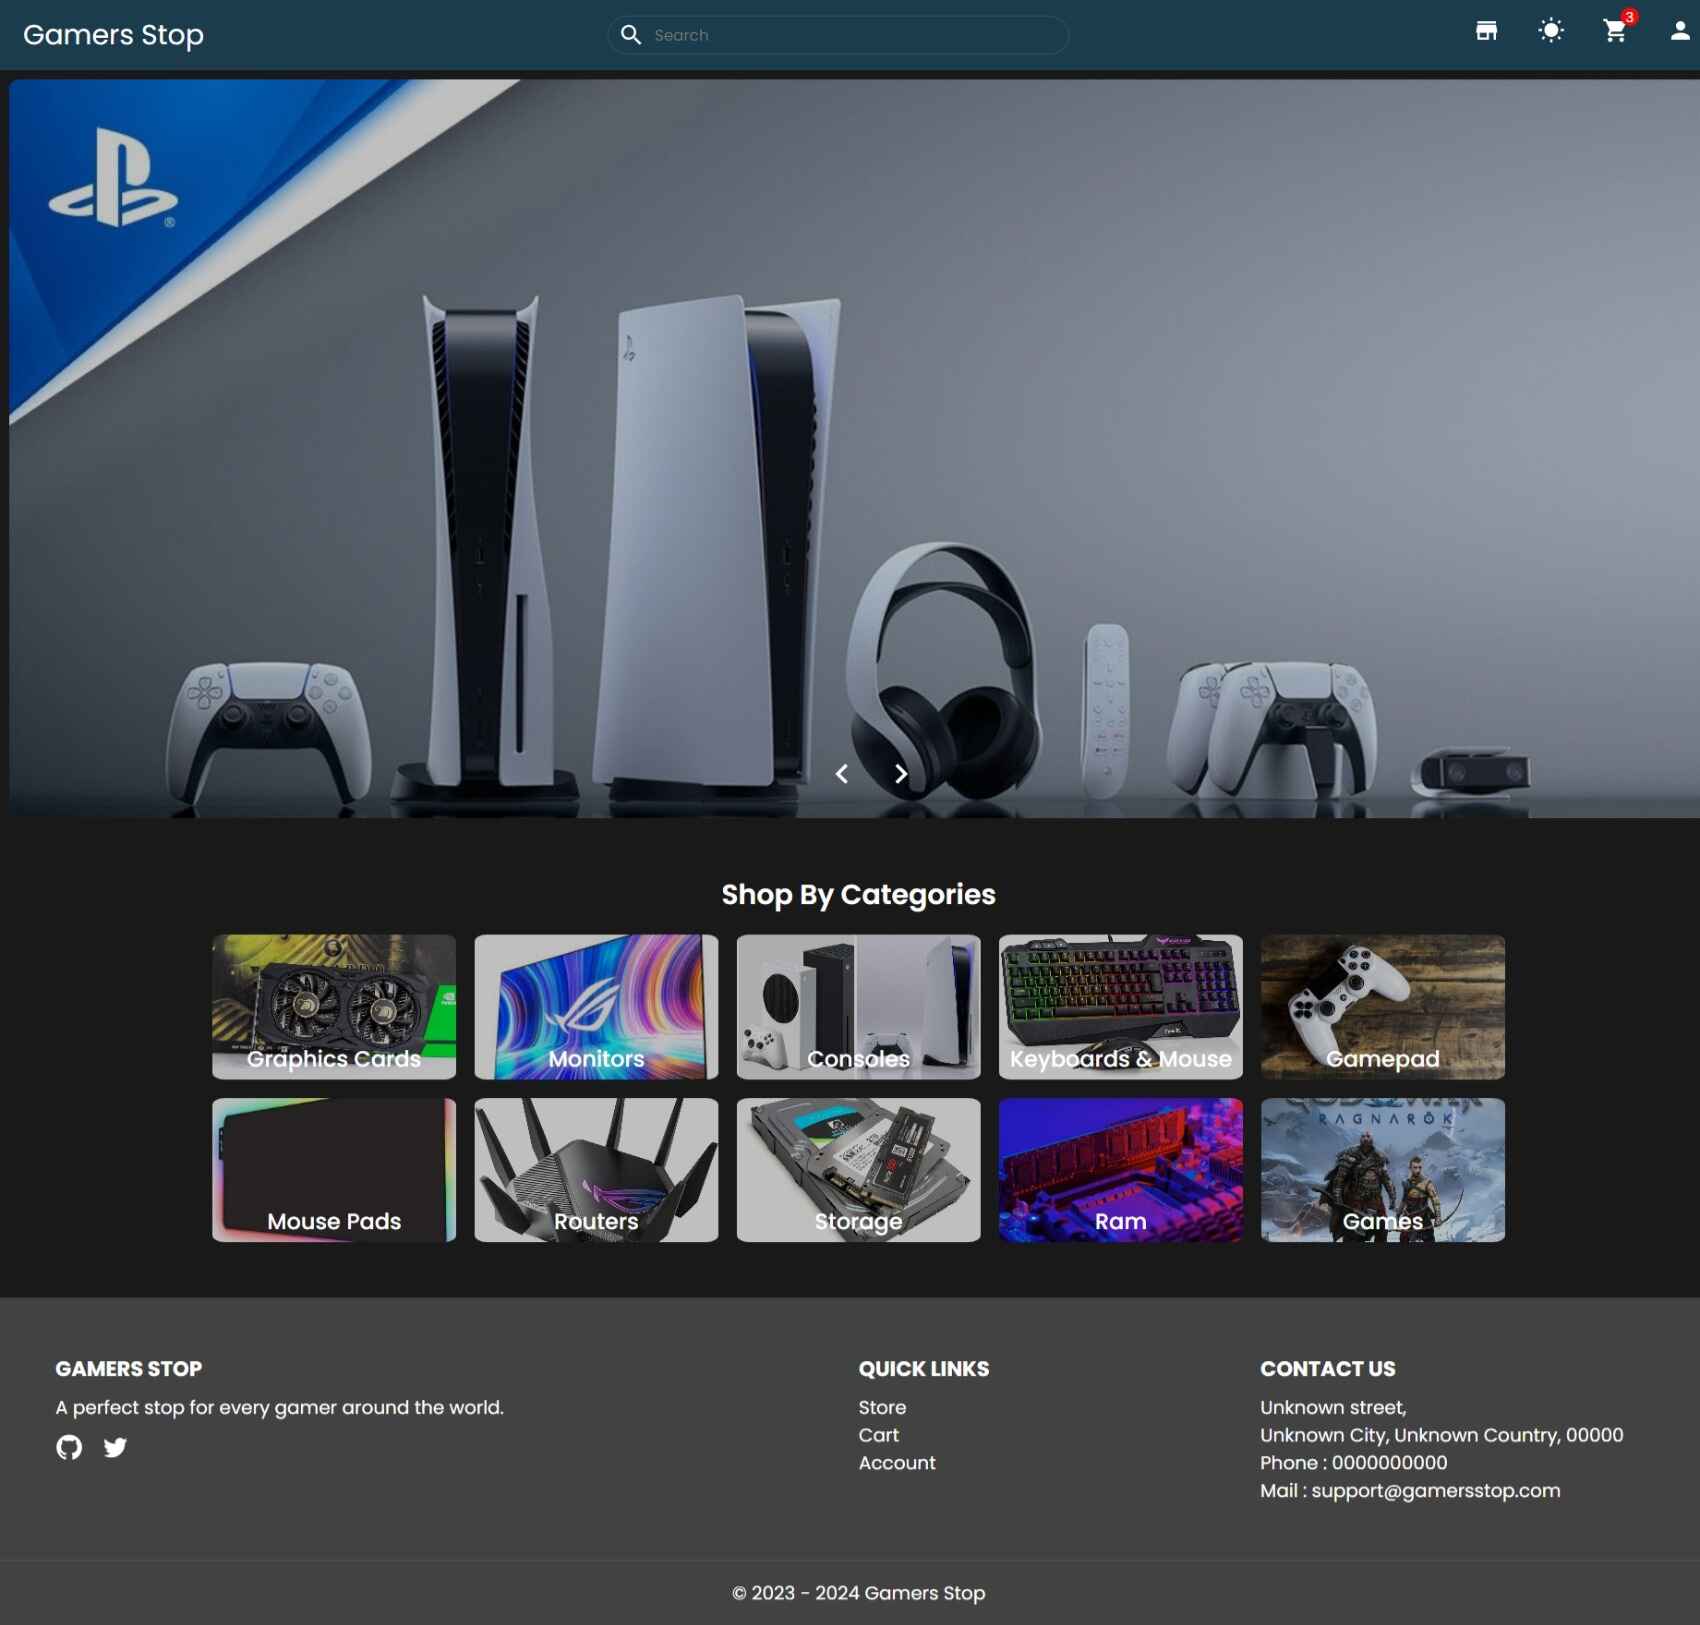 Gamers Stop
Search
3
Shop By Categories
Graphics Cards
Monitors
Consoles
Keyboards & Mouse
Gamepad
RAGNARÖK
Mouse Pads
Routers
Storage
Ram
Games
GAMERS STOP
A perfect stop for every gamer around the world.
QUICK LINKS
Store
Cart
Account
CONTACT US
Unknown street,
Unknown City, Unknown Country, 00000
Phone : 0000000000
Mail : support@gamersstop.com
© 2023 - 2024 Gamers Stop